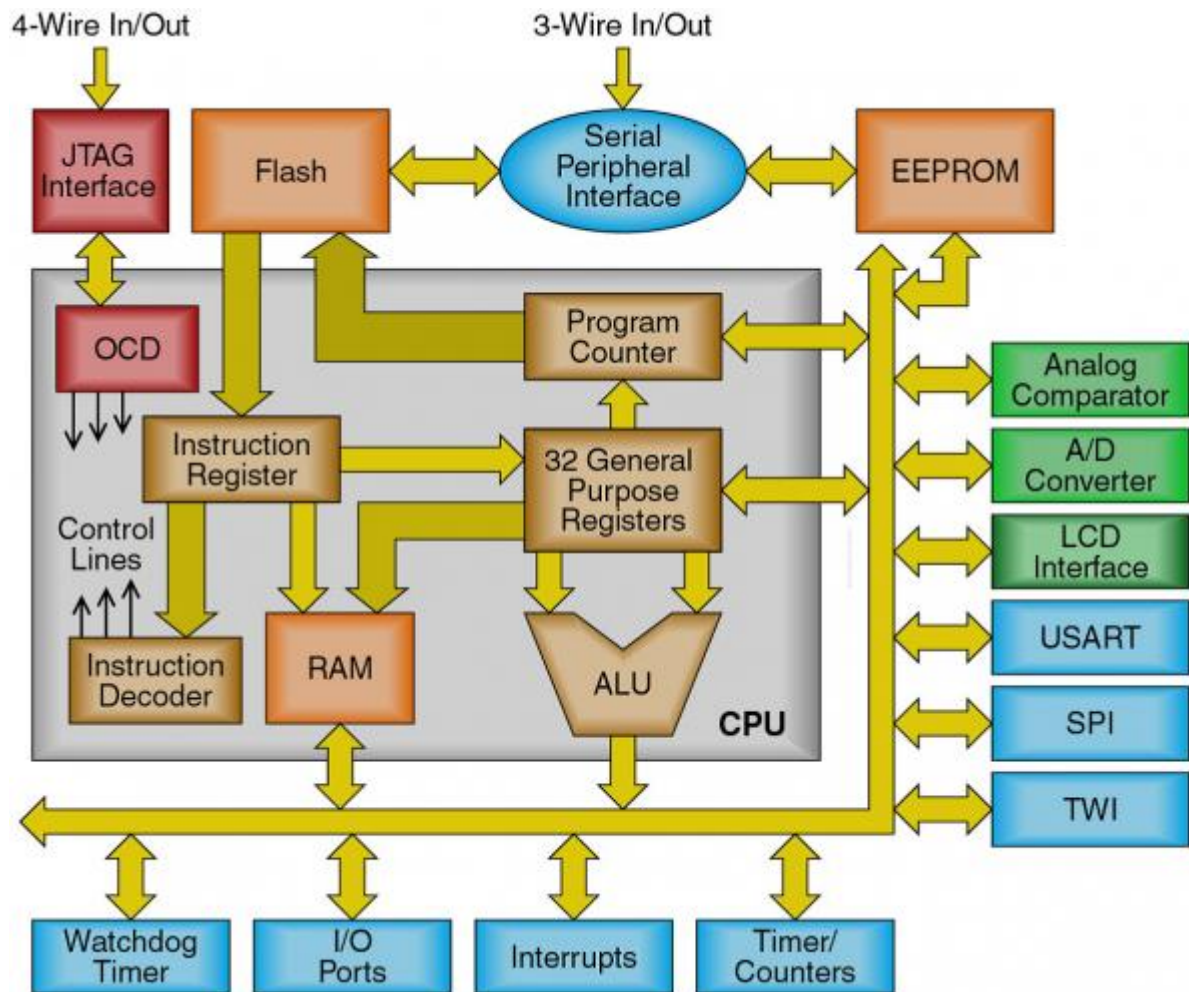 4-Wire In/Out
3-Wire In/Out
JTAG
Interface
Flash
Serial
Peripheral
Interface
EEPROM
OCD
Program
Counter
Analog
Comparator
Instruction
Register
32 General
Purpose
Registers
A/D
Converter
Control
Lines
LCD
Interface
Instruction
Decoder
RAM
ALU
USART
CPU
SPI
TWI
Watchdog
Timer
I/O
Ports
Interrupts
Timer/
Counters